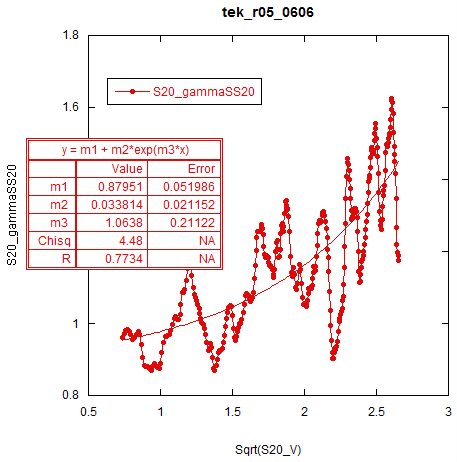 tek_r05_0606
1.8
1.6
1
0.8
S20_gammaSS20
S20_gammaSS20
y = m1 + m2*exp(m3*x)
Value Error
m1 0.87951 0.051986
m2 0.033814 0.021152
m3 1.0638 0.21122
Chisq 4.48 NA
R 0.7734 NA
0.5 1 1.5 2 2.5 3
Sqrt(S20_V)